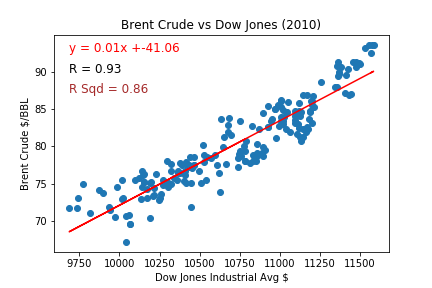 Brent Crude vs Dow Jones (2010)
y = 0.01x +-41.06
R = 0.93
R Sqd = 0.86
Brent Crude $/BBL
90
85
80
75
70
9750 10000 10250 10500 10750 11000 11250 11500
Dow Jones Industrial Avg $